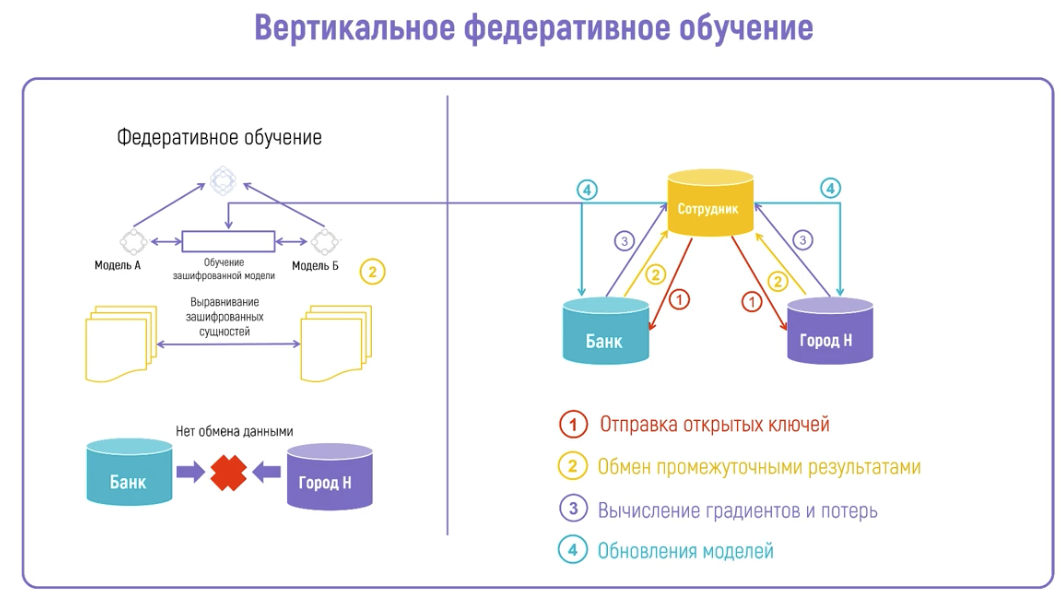 Вертикальное федеративное обучение
Федеративное обучение
Модель А
Обучение
зашифрованной модели
Модель Б
2
Выравнивание
зашифрованных
сущностей
Нет обмена данными
Банк
Город Н
4
4
Сотрудник
3
3
2
2
1
1
Банк
Город Н
1 Отправка открытых ключей
2 Обмен промежуточными результатами
3 Вычисление градиентов и потерь
4 Обновления моделей